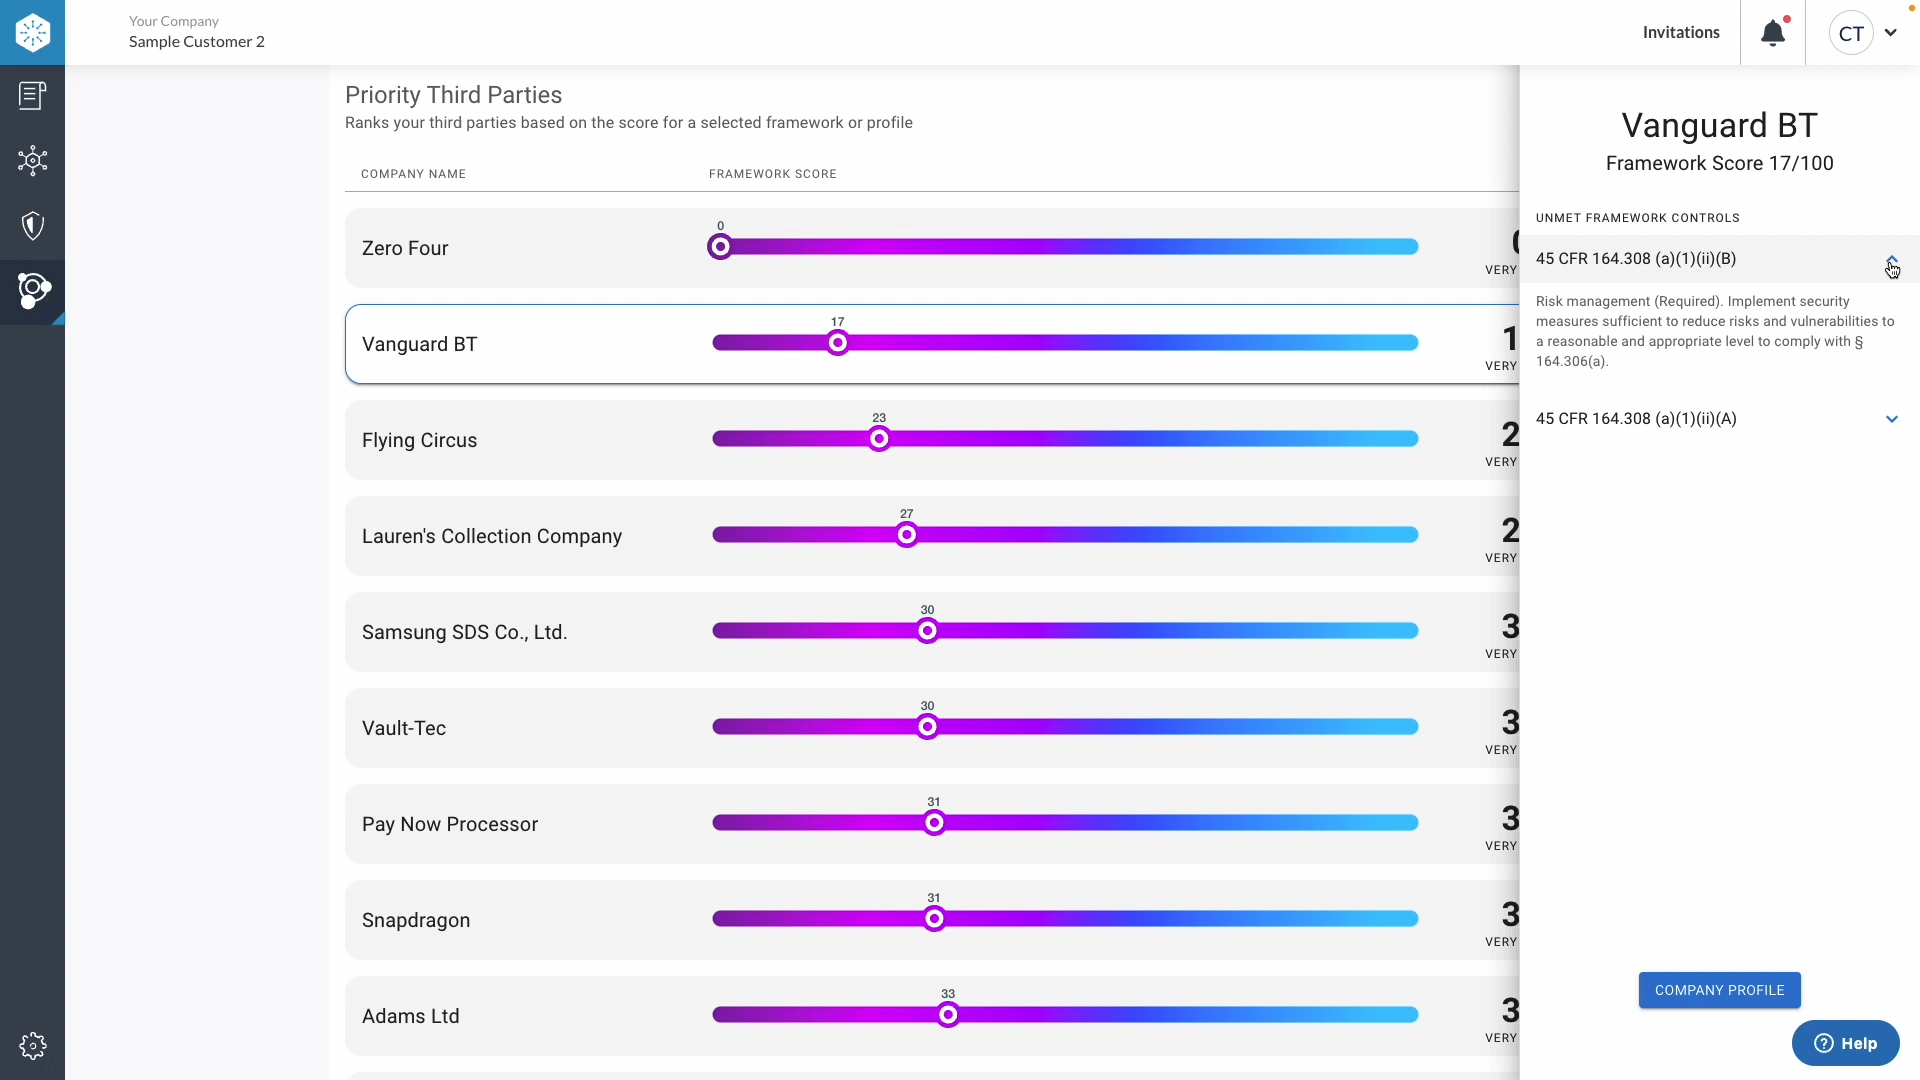 Your Company
Sample Customer 2
Invitations
CT
Priority Third Parties
Ranks your third parties based on the score for a selected framework or profile
COMPANY NAME
FRAMEWORK SCORE
Zero Four
0
VERY
Vanguard BT
17
1
VERY
Flying Circus
23
2
VERY
Lauren's Collection Company
27
2
VERY
Samsung SDS Co., Ltd.
30
3
VERY
Vault-Tec
30
3
VERY
Pay Now Processor
31
3
VERY
Snapdragon
31
3
VERY
Adams Ltd
33
3
VERY
Vanguard BT
Framework Score 17/100
UNMET FRAMEWORK CONTROLS
45 CFR 164.308 (a)(1)(ii)(B)
Risk management (Required). Implement security
measures sufficient to reduce risks and vulnerabilities to
a reasonable and appropriate level to comply with §
164.306(a).
45 CFR 164.308 (a)(1)(ii)(A)
COMPANY PROFILE
Help